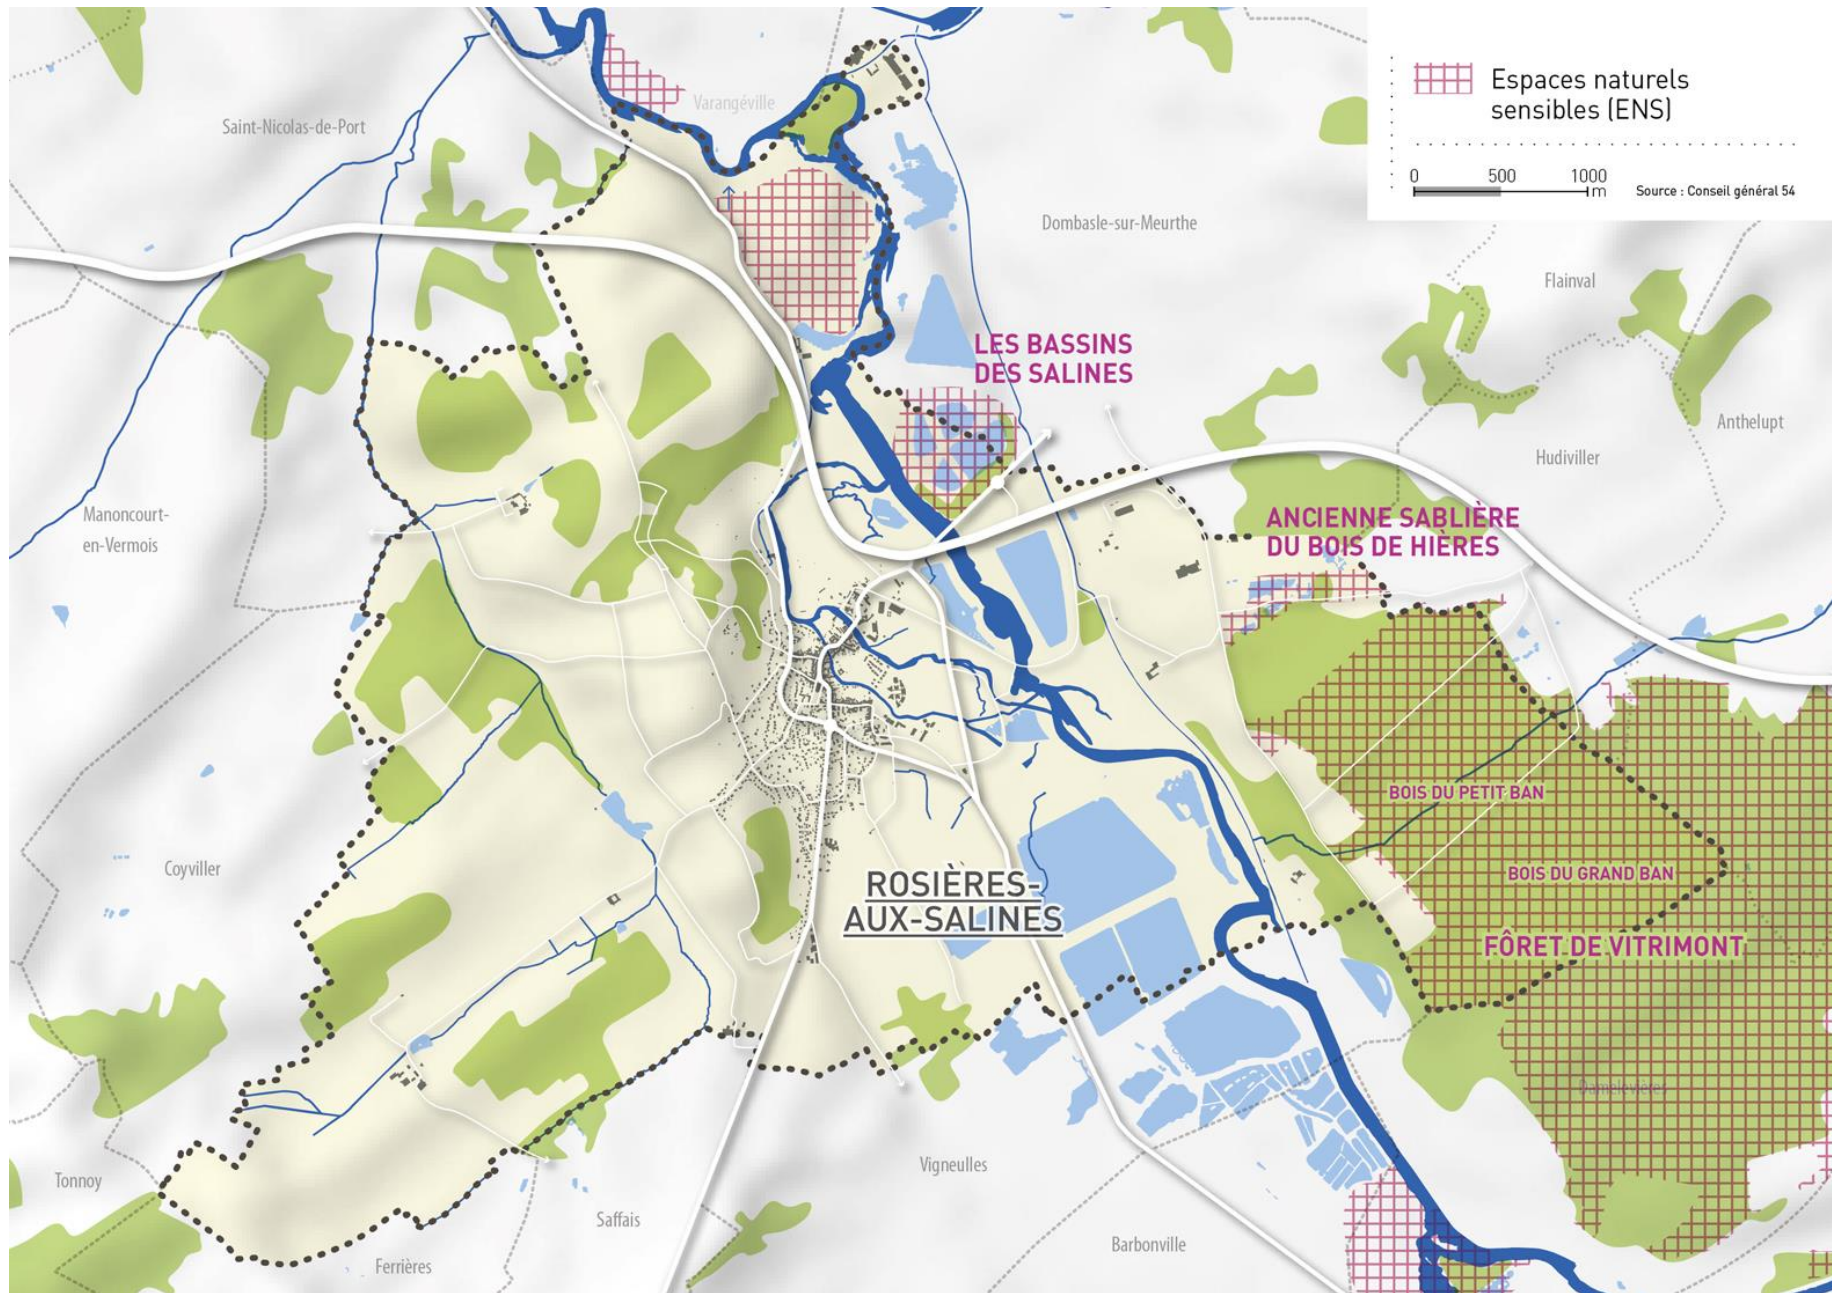 Espaces naturels
sensibles (ENS)
0 500 1000
m
Source : Conseil général 54
Varangéville
Saint-Nicolas-de-Port
Dombasle-sur-Meurthe
Flainval
LES BASSINS
DES SALINES
Anthelupt
Hudiviller
Manoncourt-
en-Vermois
ANCIENNE SABLIÈRE
DU BOIS DE HIÈRES
BOIS DU PETIT BAN
Coyviller
BOIS DU GRAND BAN
ROSIÈRES-
AUX-SALINES
FÔRET DE VITRIMONT
Damelevières
Tonnoy
Vigneulles
Saffais
Barbonville
Ferrières